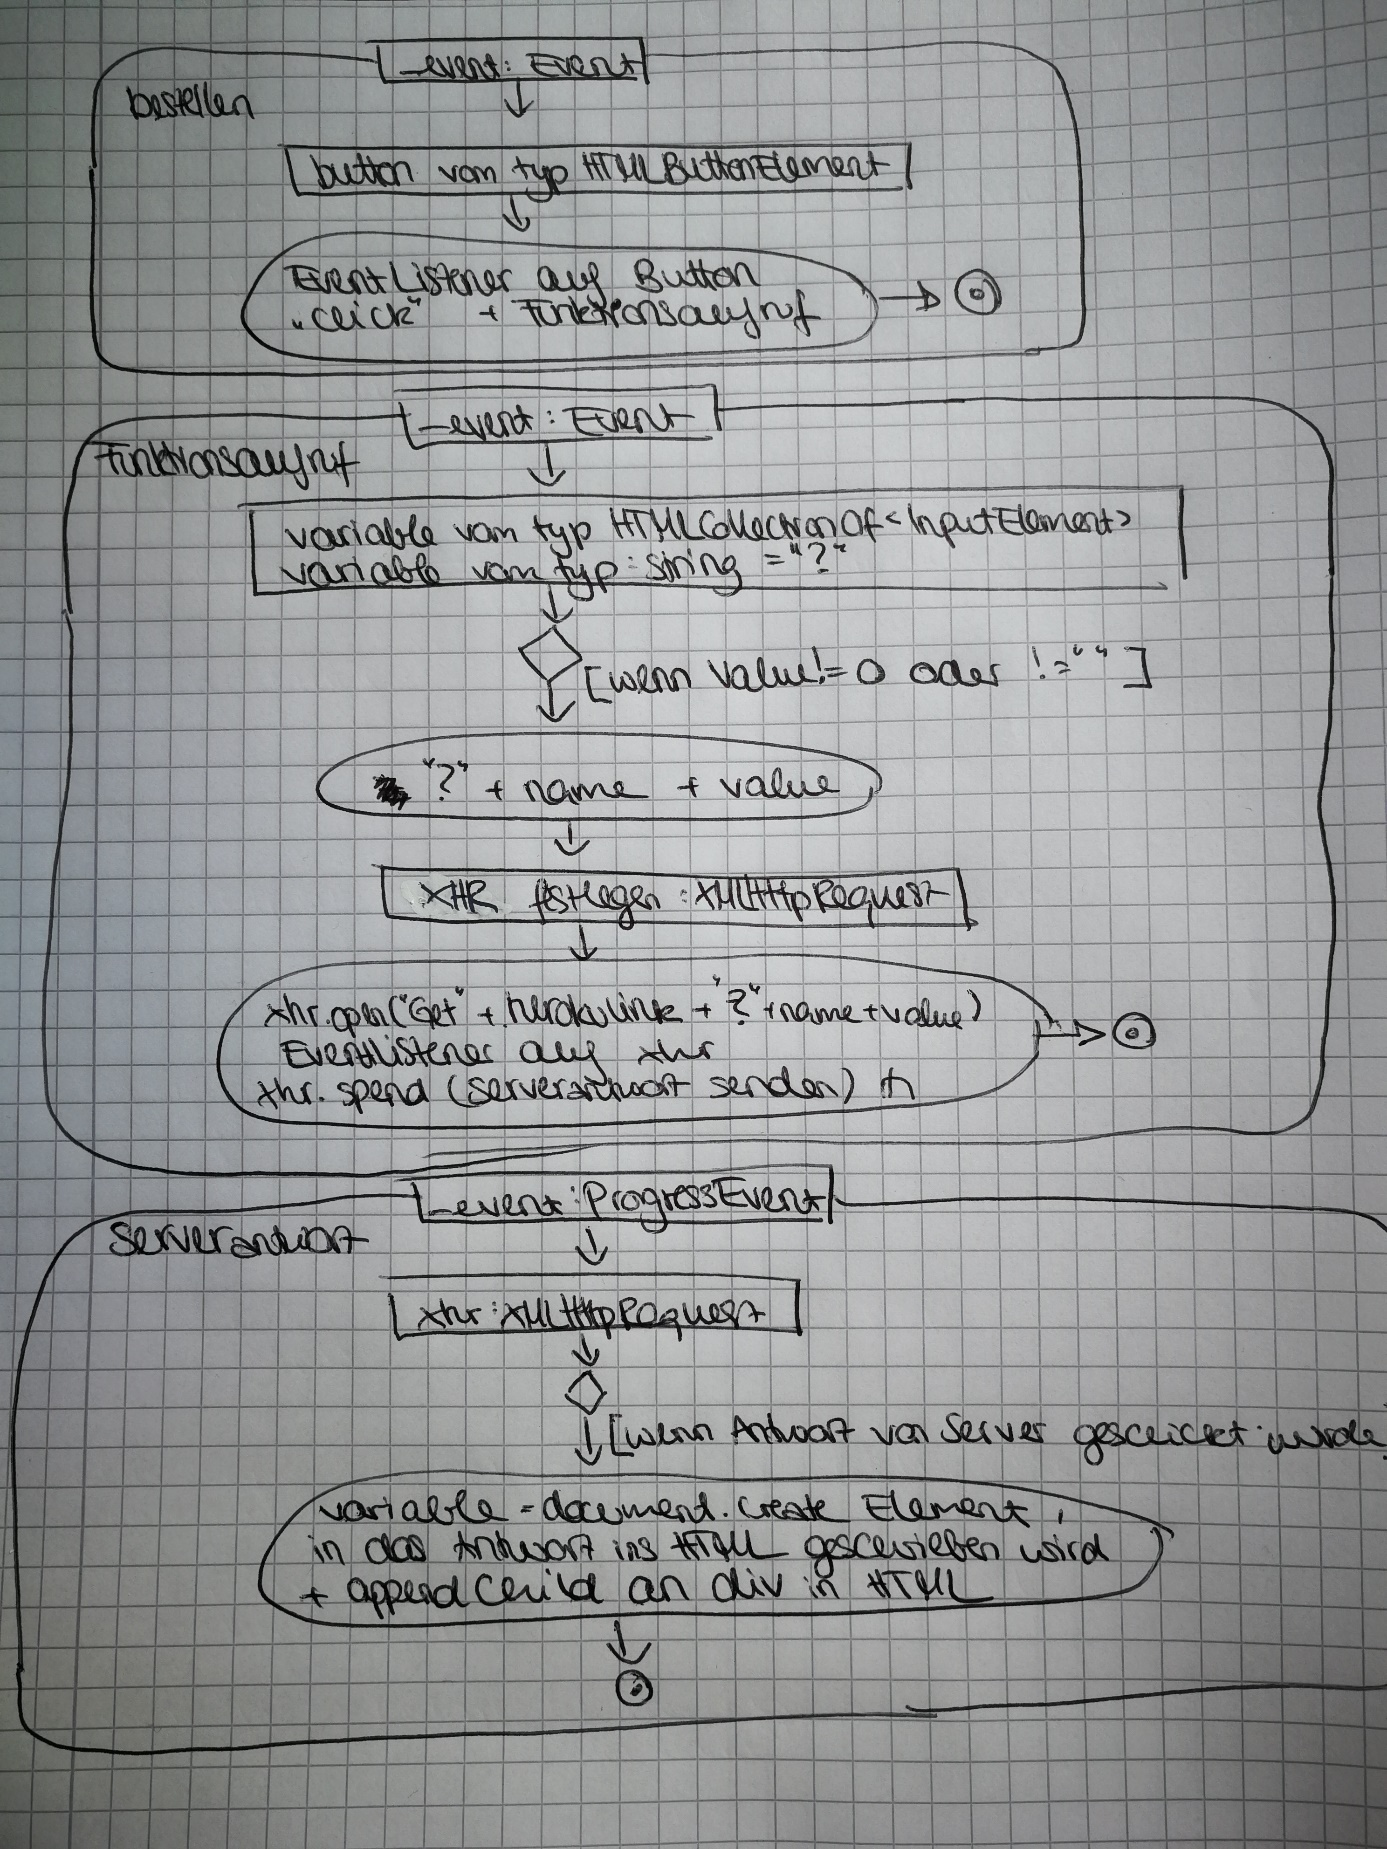 _event: Event
bestellen
button vom typ HTMLButtonElement
EventListener auf Button
"click" + Funktionsaufruf
_event: Event
Funktionsaufruf
variable vom typ HTMLCollectionOf<InputElement>
variable vom typ: string = "?"
[wenn value!= 0 oder !=""]
"?" + name + value
XHR festlegen: XMLHttpRequest
xhr.open("Get" + herokulink + "?"+name+value)
EventListener auf xhr
xhr.spend (serverantwort senden)
_event: ProgressEvent
serverantwort
xhr: XMLHttpRequest
[wenn Antwort von Server geschickt wurde
variable = document.create Element,
in das Antwort ins HTML geschrieben wird
+ appendChild an div in HTML